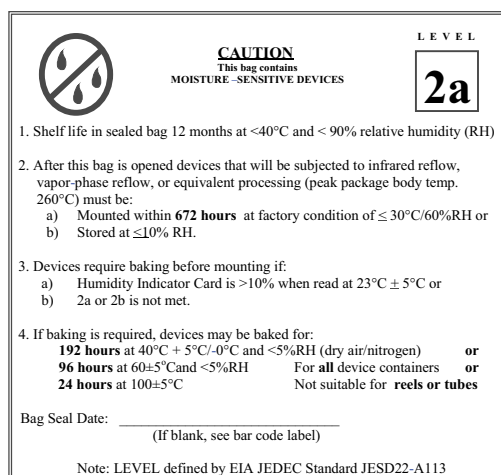 LEVEL
2a
CAUTION
This bag contains
MOISTURE –SENSITIVE DEVICES
1. Shelf life in sealed bag 12 months at <40°C and < 90% relative humidity (RH)
2. After this bag is opened devices that will be subjected to infrared reflow,
vapor-phase reflow, or equivalent processing (peak package body temp.
260°C) must be:
a) Mounted within 672 hours at factory condition of ≤ 30°C/60%RH or
b) Stored at ≤10% RH.
3. Devices require baking before mounting if:
a) Humidity Indicator Card is >10% when read at 23°C ± 5°C or
b) 2a or 2b is not met.
4. If baking is required, devices may be baked for:
192 hours at 40°C + 5°C/-0°C and <5%RH (dry air/nitrogen) or
96 hours at 60±5°Cand <5%RH For all device containers or
24 hours at 100±5°C Not suitable for reels or tubes
Bag Seal Date: ______________________________
(If blank, see bar code label)
Note: LEVEL defined by EIA JEDEC Standard JESD22-A113